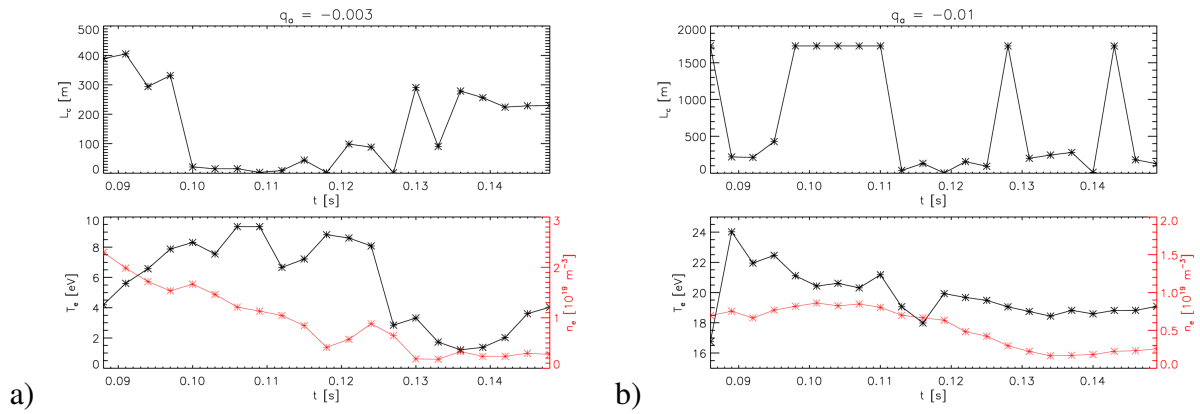 q_a = −0.003
500
400
300
200
100
0
L_c [m]
0.09 0.10 0.11 0.12 0.13 0.14
t [s]
10
8
6
4
2
0
T_e [eV]
3
2
1
0
n_e [10^19 m^-3]
0.09 0.10 0.11 0.12 0.13 0.14
t [s]
a)
q_a = −0.01
2000
1500
1000
500
0
L_c [m]
0.09 0.10 0.11 0.12 0.13 0.14
t [s]
24
22
20
18
16
T_e [eV]
2.0
1.5
1.0
0.5
0.0
n_e [10^19 m^-3]
0.09 0.10 0.11 0.12 0.13 0.14
t [s]
b)